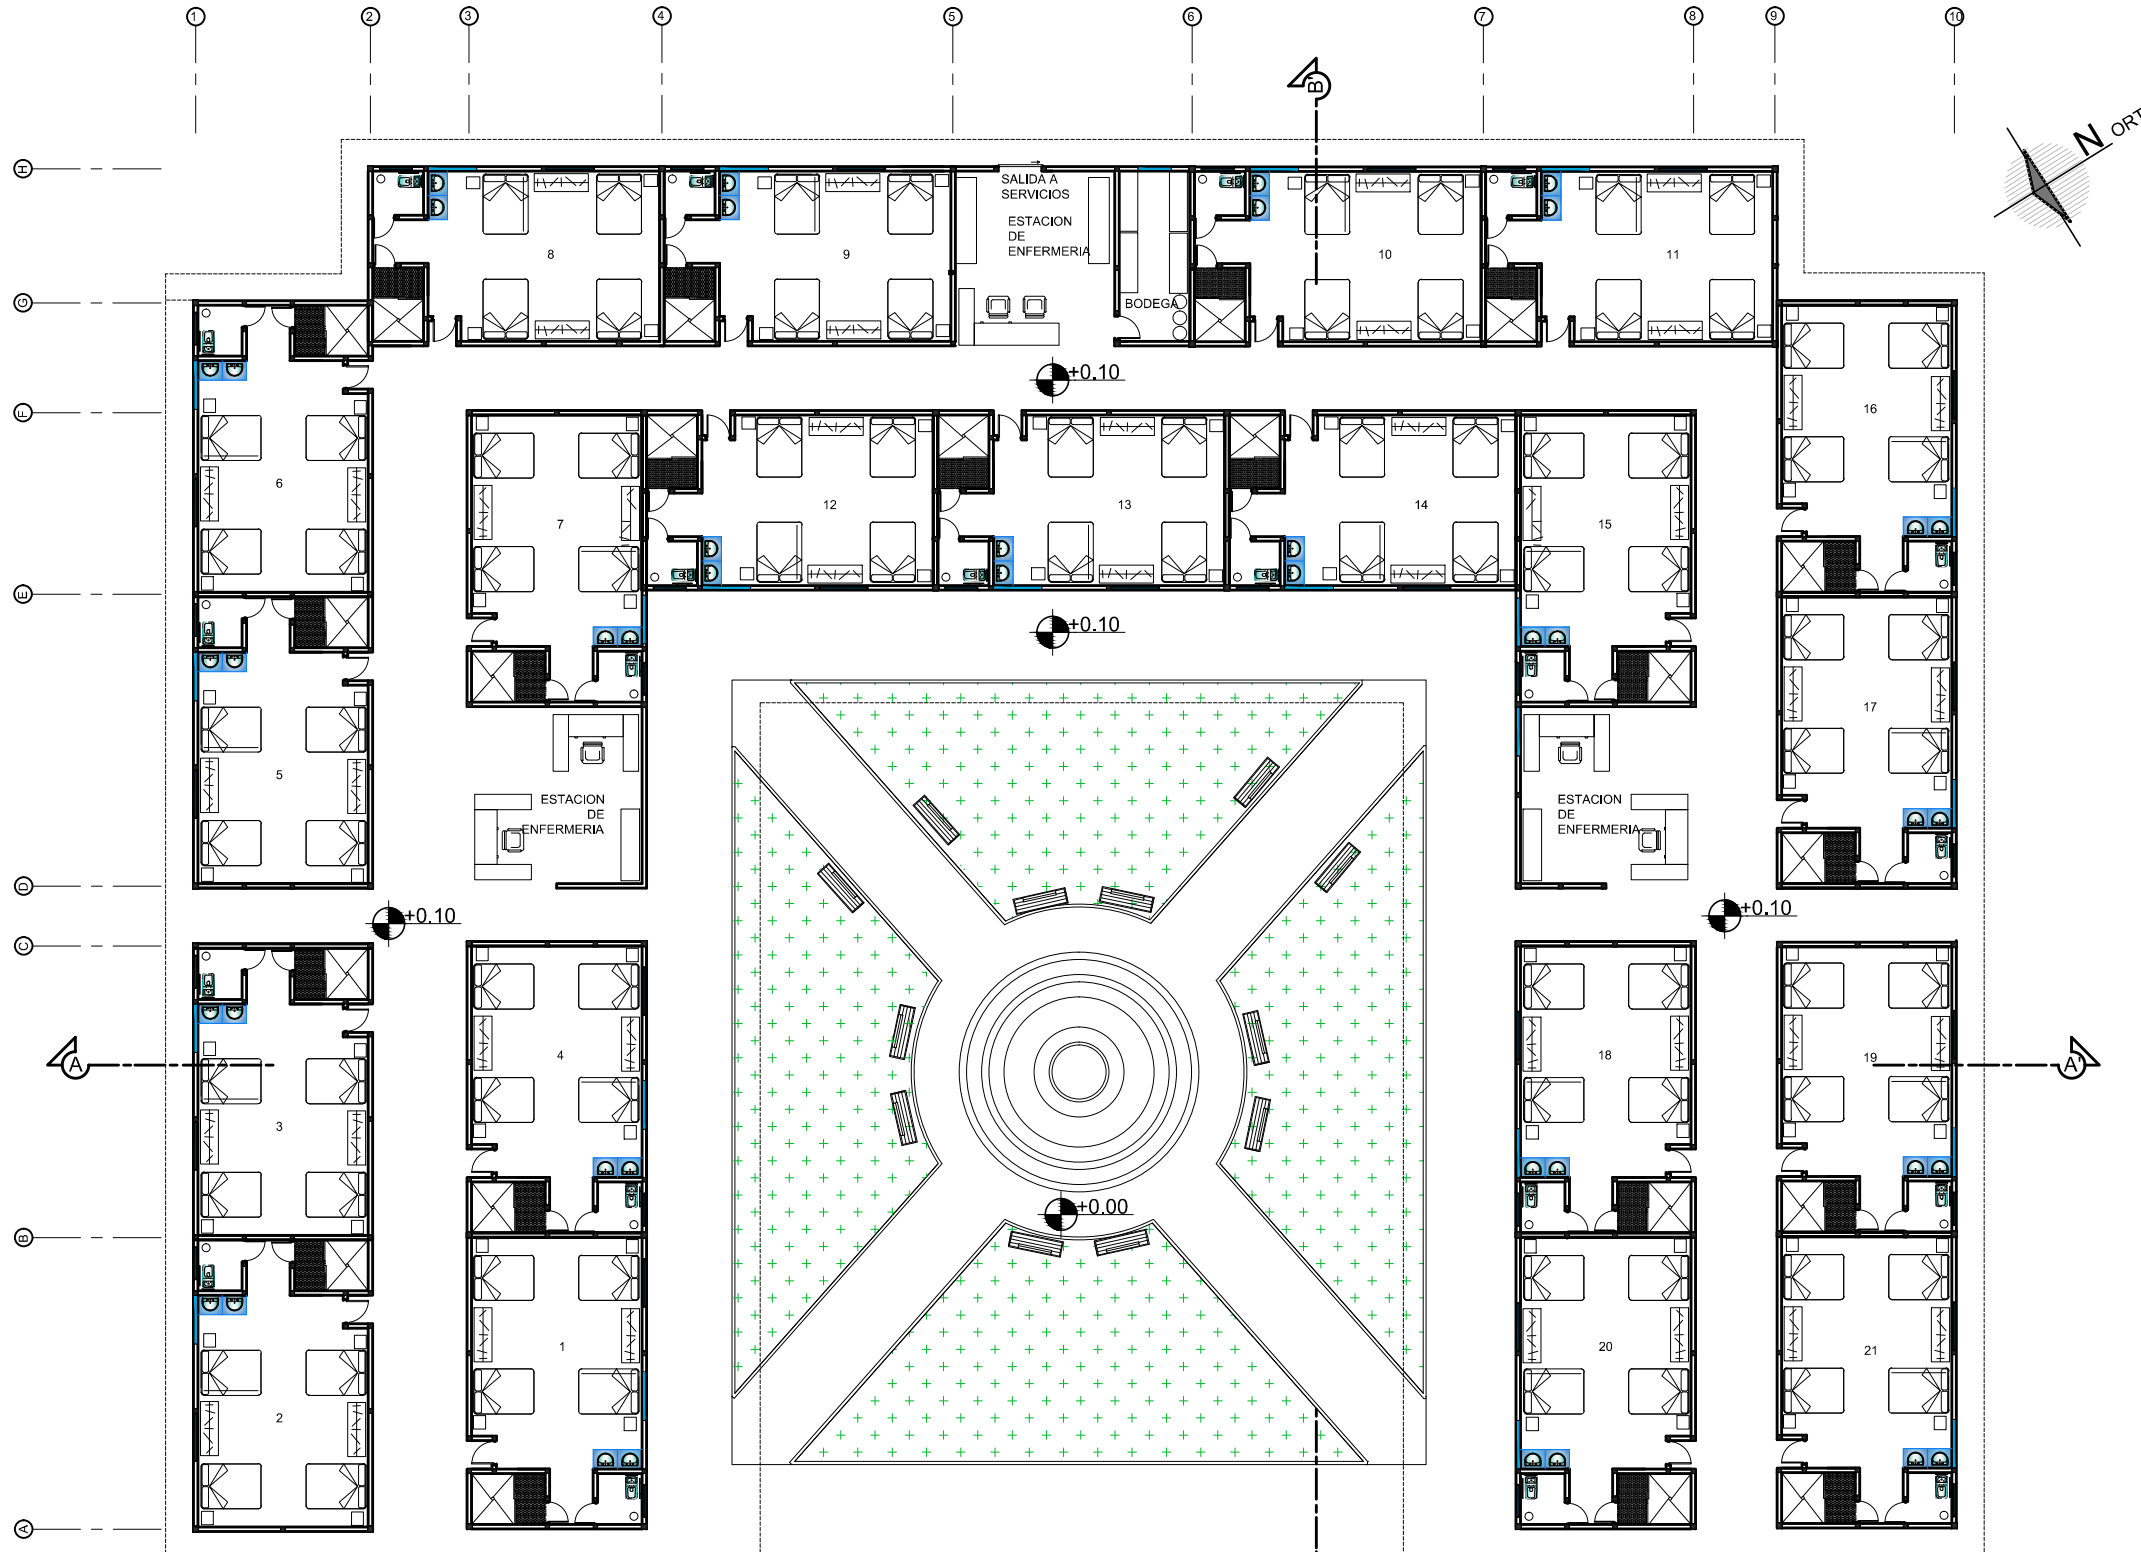 1 2 3 4 5 6 7 8 9 10
B'
N ORT
H
SALIDA A
SERVICIOS
ESTACION
DE
ENFERMERIA
8 9 10 11
G
BODEGA
+0.10
F
16
6 7 12 13 14 15
E
+0.10
17
5
ESTACION
DE
ENFERMERIA
ESTACION
DE
ENFERMERIA
D
+0.10
+0.10
C
4 18 19
A A'
3
+0.00
B
1 20 21
2
A